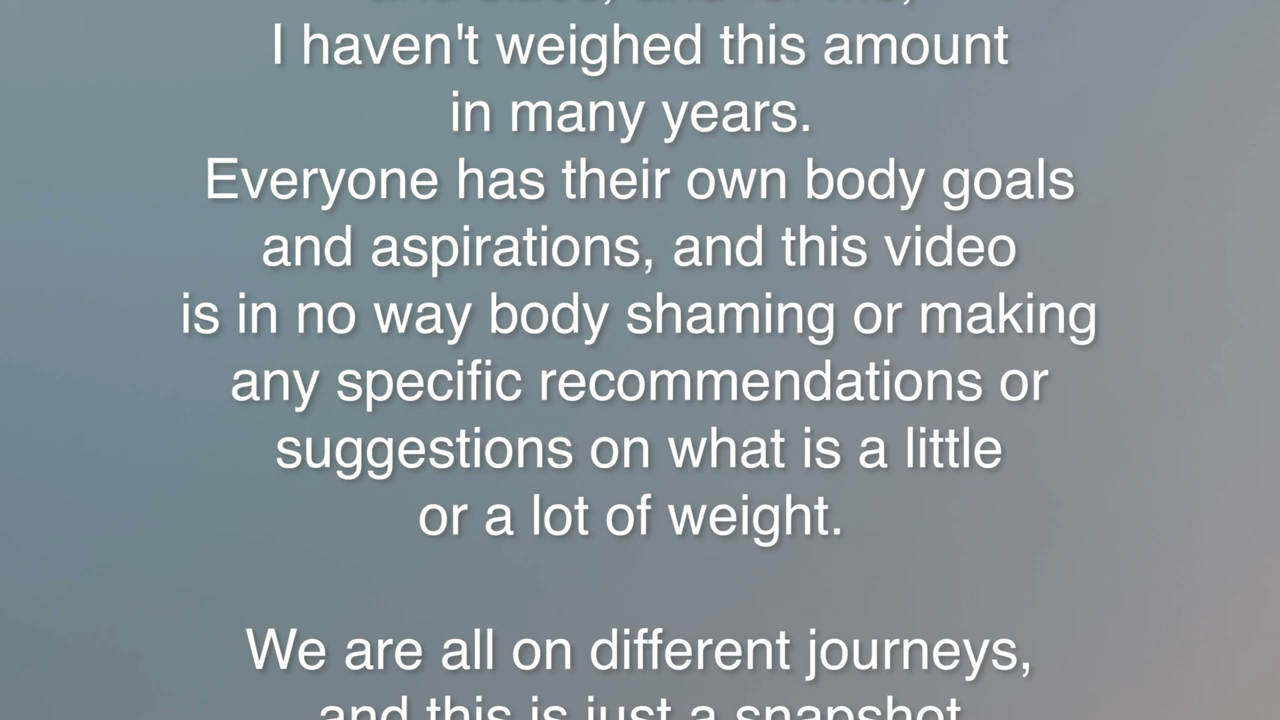 I haven't weighed this amount
in many years.
Everyone has their own body goals
and aspirations, and this video
is in no way body shaming or making
any specific recommendations or
suggestions on what is a little
or a lot of weight.
We are all on different journeys,
and this is just a snapshot